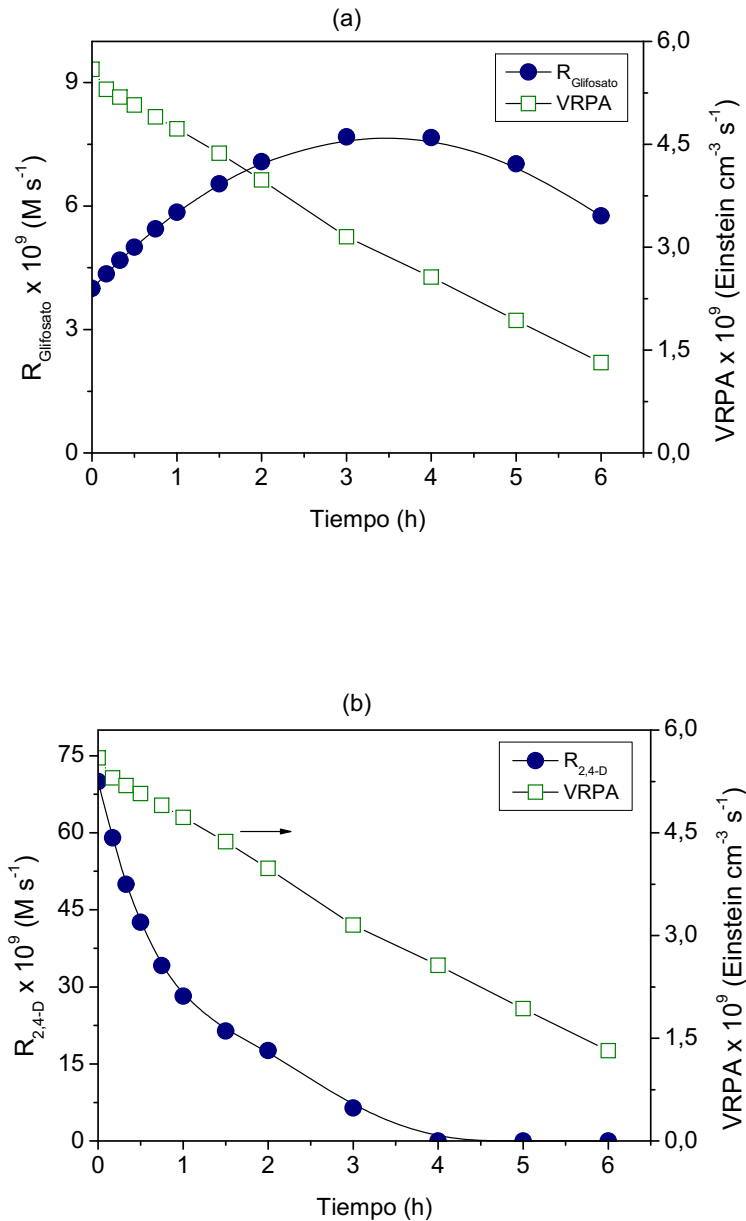 (a)
R_Glifosato
VRPA
R_Glifosato x 10^9 (M s^-1)
9
6
3
0
6,0
4,5
3,0
1,5
0,0
VRPA x 10^9 (Einstein cm^-3 s^-1)
0 1 2 3 4 5 6
Tiempo (h)
(b)
R_2,4-D
VRPA
R_2,4-D x 10^9 (M s^-1)
75
60
45
30
15
0
6,0
4,5
3,0
1,5
0,0
VRPA x 10^9 (Einstein cm^-3 s^-1)
0 1 2 3 4 5 6
Tiempo (h)